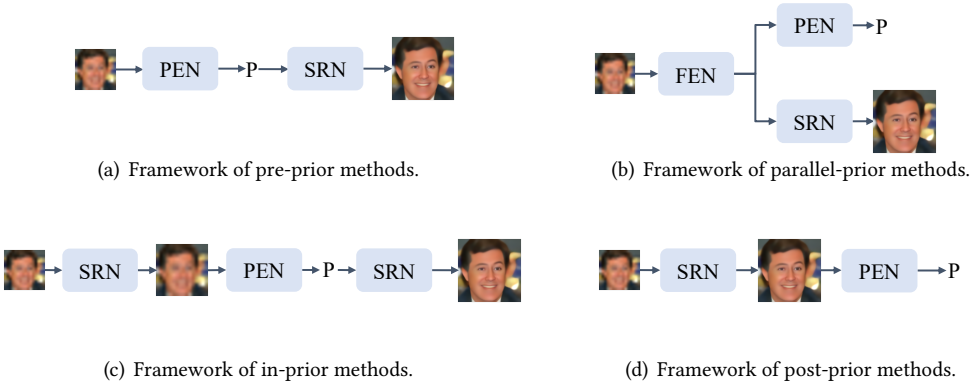 PEN
P
SRN
(a) Framework of pre-prior methods.
FEN
PEN
P
SRN
(b) Framework of parallel-prior methods.
SRN
PEN
P
SRN
(c) Framework of in-prior methods.
SRN
PEN
P
(d) Framework of post-prior methods.